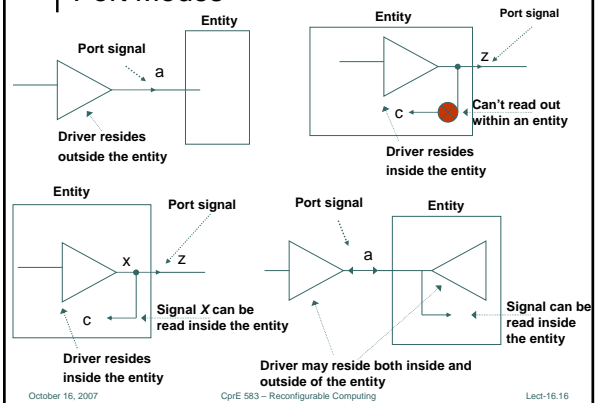 Port Modes
Entity
Port signal
a
Driver resides
outside the entity
Entity
Port signal
z
c
Can't read out
within an entity
Driver resides
inside the entity
Entity
Port signal
x
z
c
Signal X can be
read inside the entity
Driver resides
inside the entity
Port signal
Entity
a
Signal can be
read inside
the entity
Driver may reside both inside and
outside of the entity
October 16, 2007
CprE 583 – Reconfigurable Computing
Lect-16.16